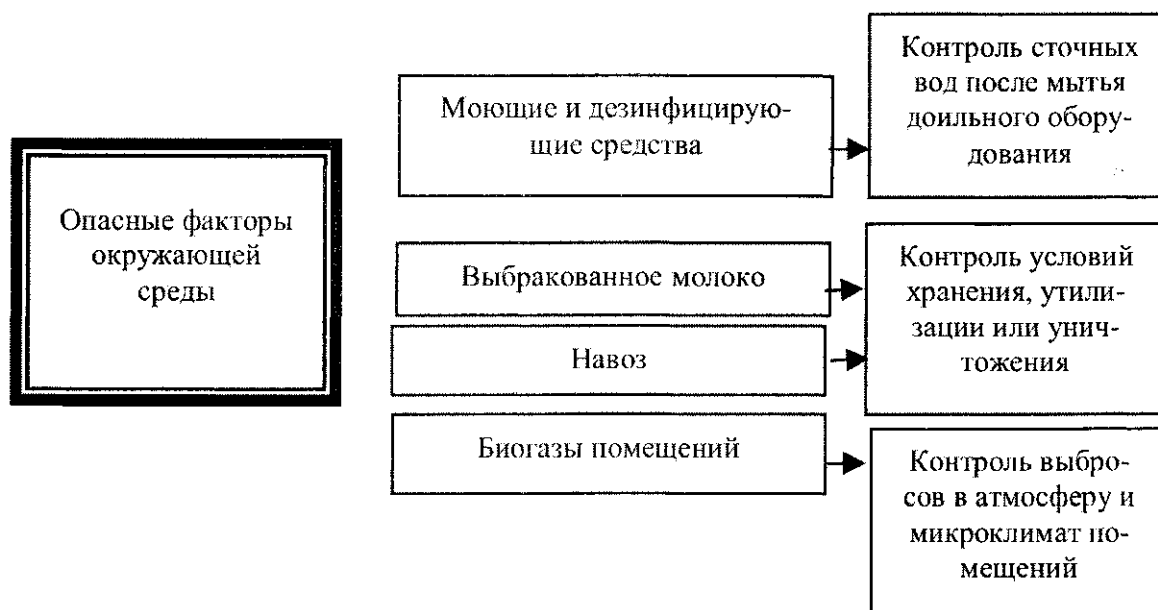 Опасные факторы
окружающей
среды
Моющие и дезинфицирую-
щие средства
Контроль сточных
вод после мытья
доильного обору-
дования
Выбракованное молоко
Навоз
Контроль условий
хранения, утили-
зации или унич-
тожения
Биогазы помещений
Контроль выбро-
сов в атмосферу и
микроклимат по-
мещений